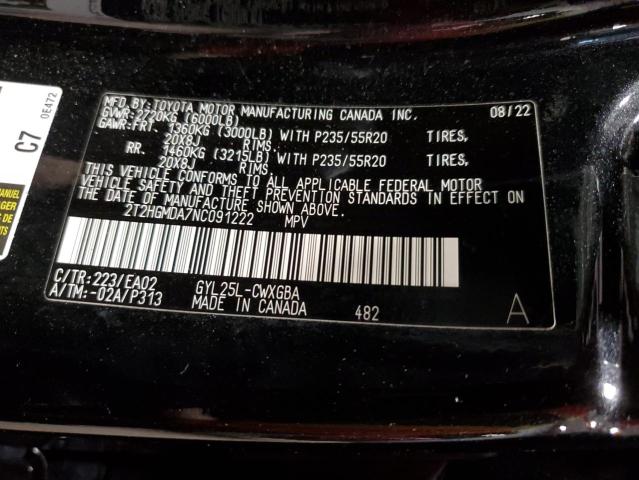 MFD. BY: TOYOTA MOTOR MANUFACTURING CANADA INC. 08/22
GVWR: 2720KG (6000LB)
GAWR: FRT. 1360KG (3000LB) WITH P235/55R20 TIRES,
20X8J RIMS
RR. 1460KG (3215LB) WITH P235/55R20 TIRES,
20X8J RIMS
THIS VEHICLE CONFORMS TO ALL APPLICABLE FEDERAL MOTOR
VEHICLE SAFETY AND THEFT PREVENTION STANDARDS IN EFFECT ON
THE DATE OF MANUFACTURE SHOWN ABOVE.
2T2HGMDA7NC091222 MPV
C/TR: 223/EA02 GYL25L-CWXGBA
A/TM: -02A/P313 MADE IN CANADA 482 A
C7
0E472
MANUEL
DE